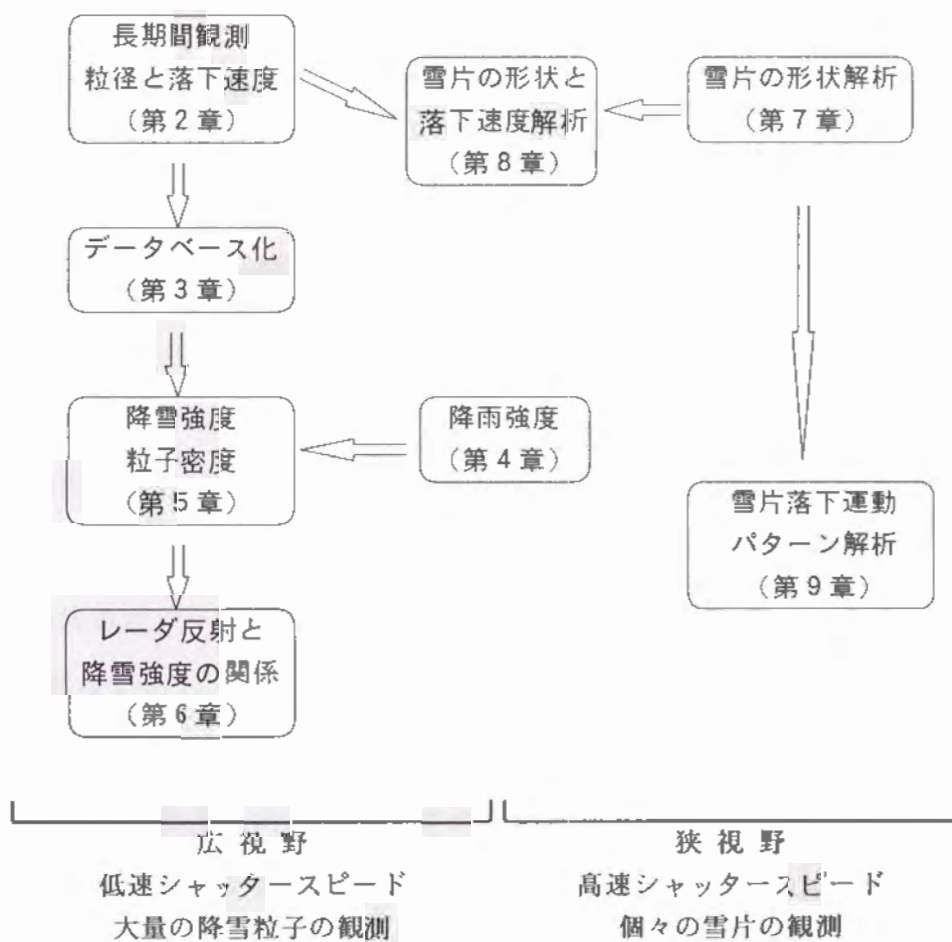 長期間観測
粒径と落下速度
（第２章）
雪片の形状と
落下速度解析
（第８章）
雪片の形状解析
（第７章）
データベース化
（第３章）
降雪強度
粒子密度
（第５章）
降雨強度
（第４章）
雪片落下運動
パターン解析
（第９章）
レーダ反射と
降雪強度の関係
（第６章）
広視野
低速シャッタースピード
大量の降雪粒子の観測
狭視野
高速シャッタースピード
個々の雪片の観測